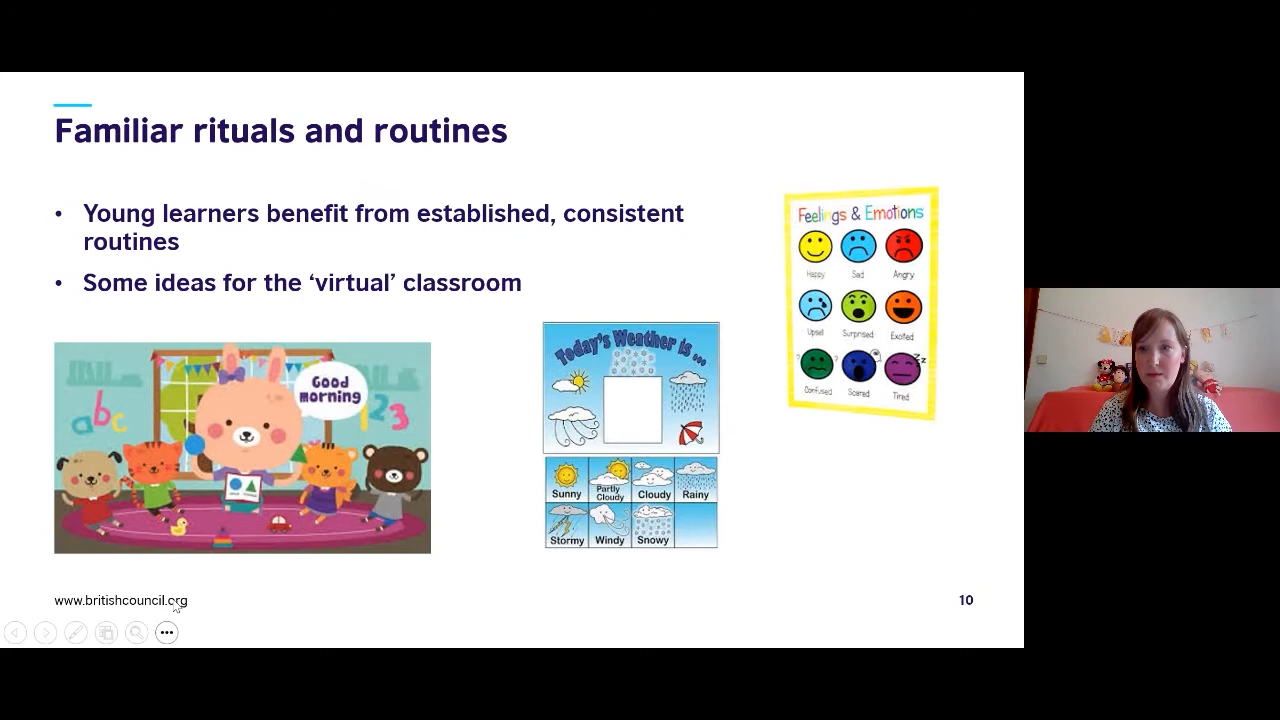 Familiar rituals and routines
• Young learners benefit from established, consistent
routines
• Some ideas for the ‘virtual’ classroom
Good
morning
abc
123
Today's Weather is ...
Sunny
Partly
Cloudy
Cloudy
Rainy
Stormy
Windy
Snowy
Feelings & Emotions
Happy
Sad
Angry
Upset
Surprised
Excited
Confused
Scared
Tired
www.britishcouncil.org
10